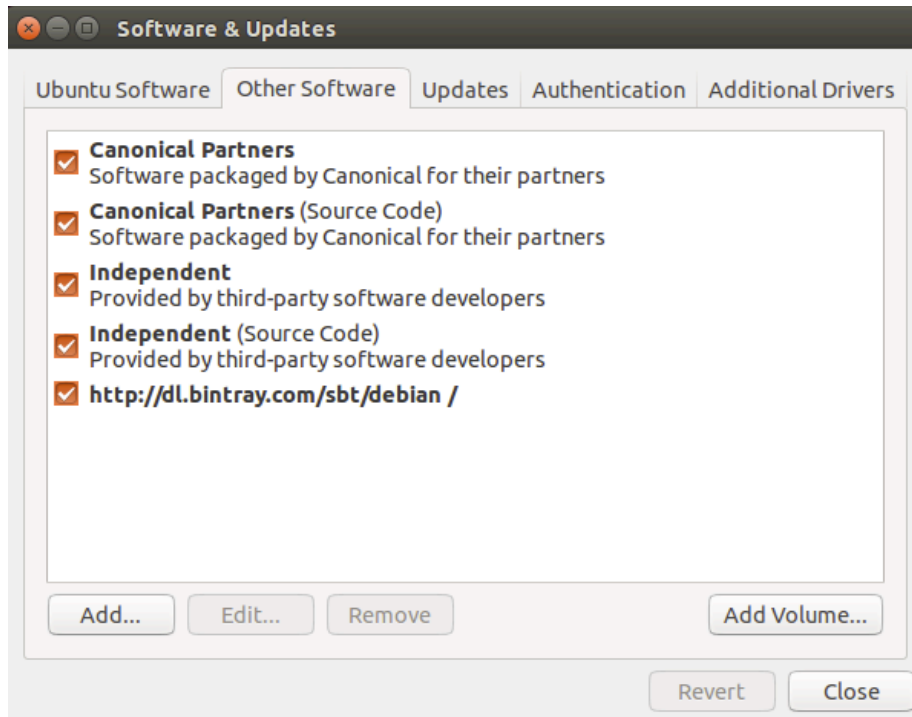 Software & Updates
Ubuntu Software Other Software Updates Authentication Additional Drivers
Canonical Partners
Software packaged by Canonical for their partners
Canonical Partners (Source Code)
Software packaged by Canonical for their partners
Independent
Provided by third-party software developers
Independent (Source Code)
Provided by third-party software developers
http://dl.bintray.com/sbt/debian /
Add... Edit... Remove Add Volume...
Revert Close